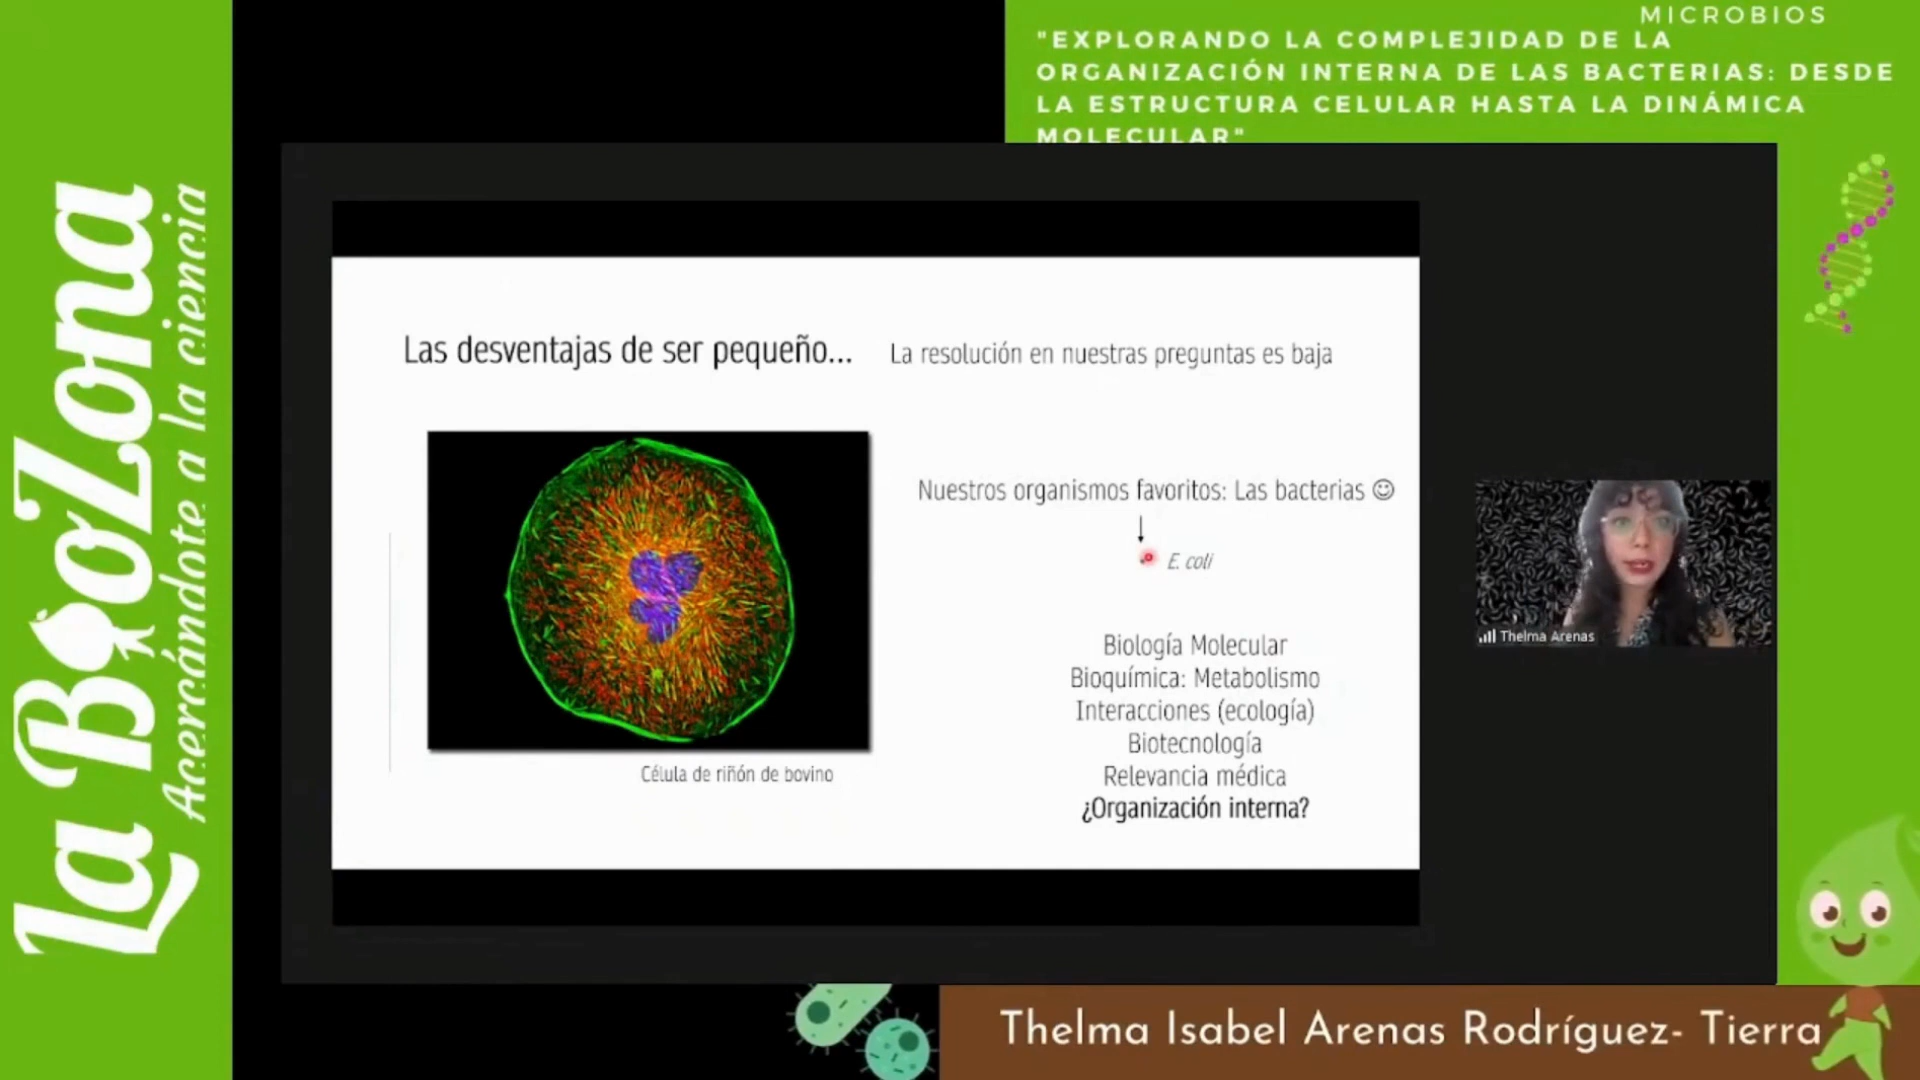 La BioZona
Acercándote a la ciencia
MICROBIOS
"EXPLORANDO LA COMPLEJIDAD DE LA
ORGANIZACIÓN INTERNA DE LAS BACTERIAS: DESDE
LA ESTRUCTURA CELULAR HASTA LA DINÁMICA
MOLECULAR"
Las desventajas de ser pequeño...
La resolución en nuestras preguntas es baja
Nuestros organismos favoritos: Las bacterias ☺
E. coli
Biología Molecular
Bioquímica: Metabolismo
Interacciones (ecología)
Biotecnología
Relevancia médica
¿Organización interna?
Célula de riñón de bovino
Thelma Arenas
Thelma Isabel Arenas Rodríguez- Tierra